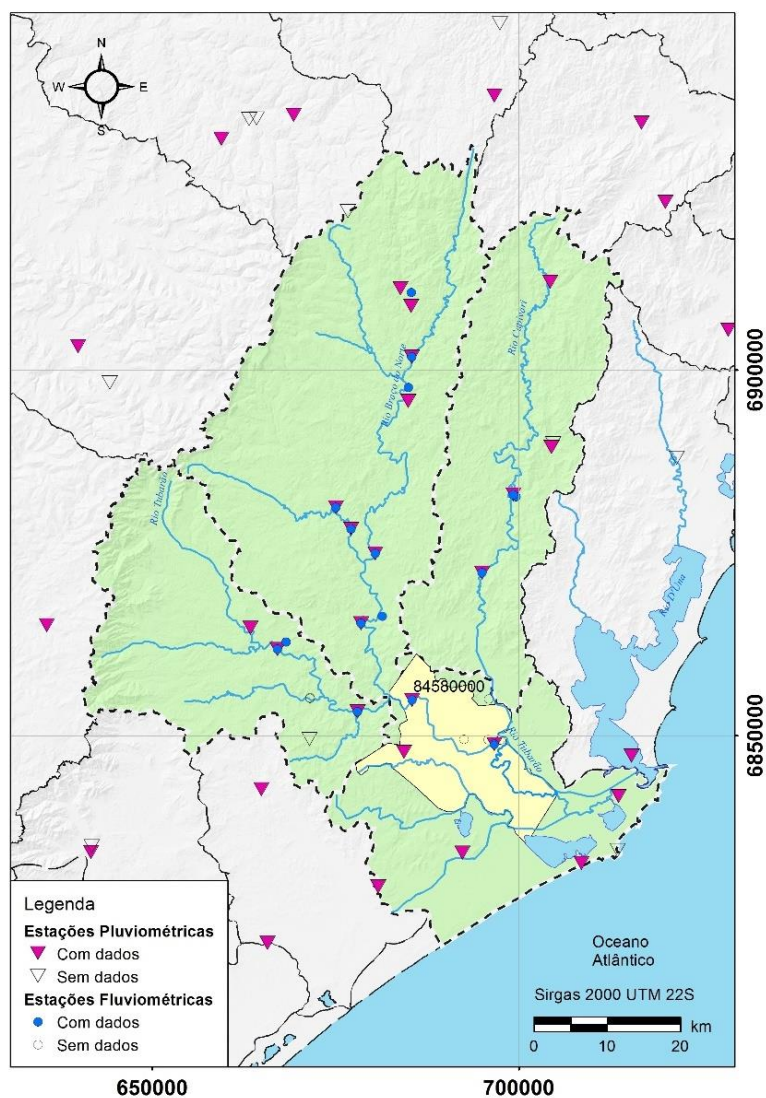 N
W E
S
Rio Braço do Norte
Rio Capivari
6900000
Rio Tubarão
Rio D'Una
84580000
Rio Tubarão
6850000
Legenda
Estações Pluviométricas
Com dados
Sem dados
Estações Fluviométricas
Com dados
Sem dados
Oceano
Atlântico
Sirgas 2000 UTM 22S
km
0 10 20
650000 700000